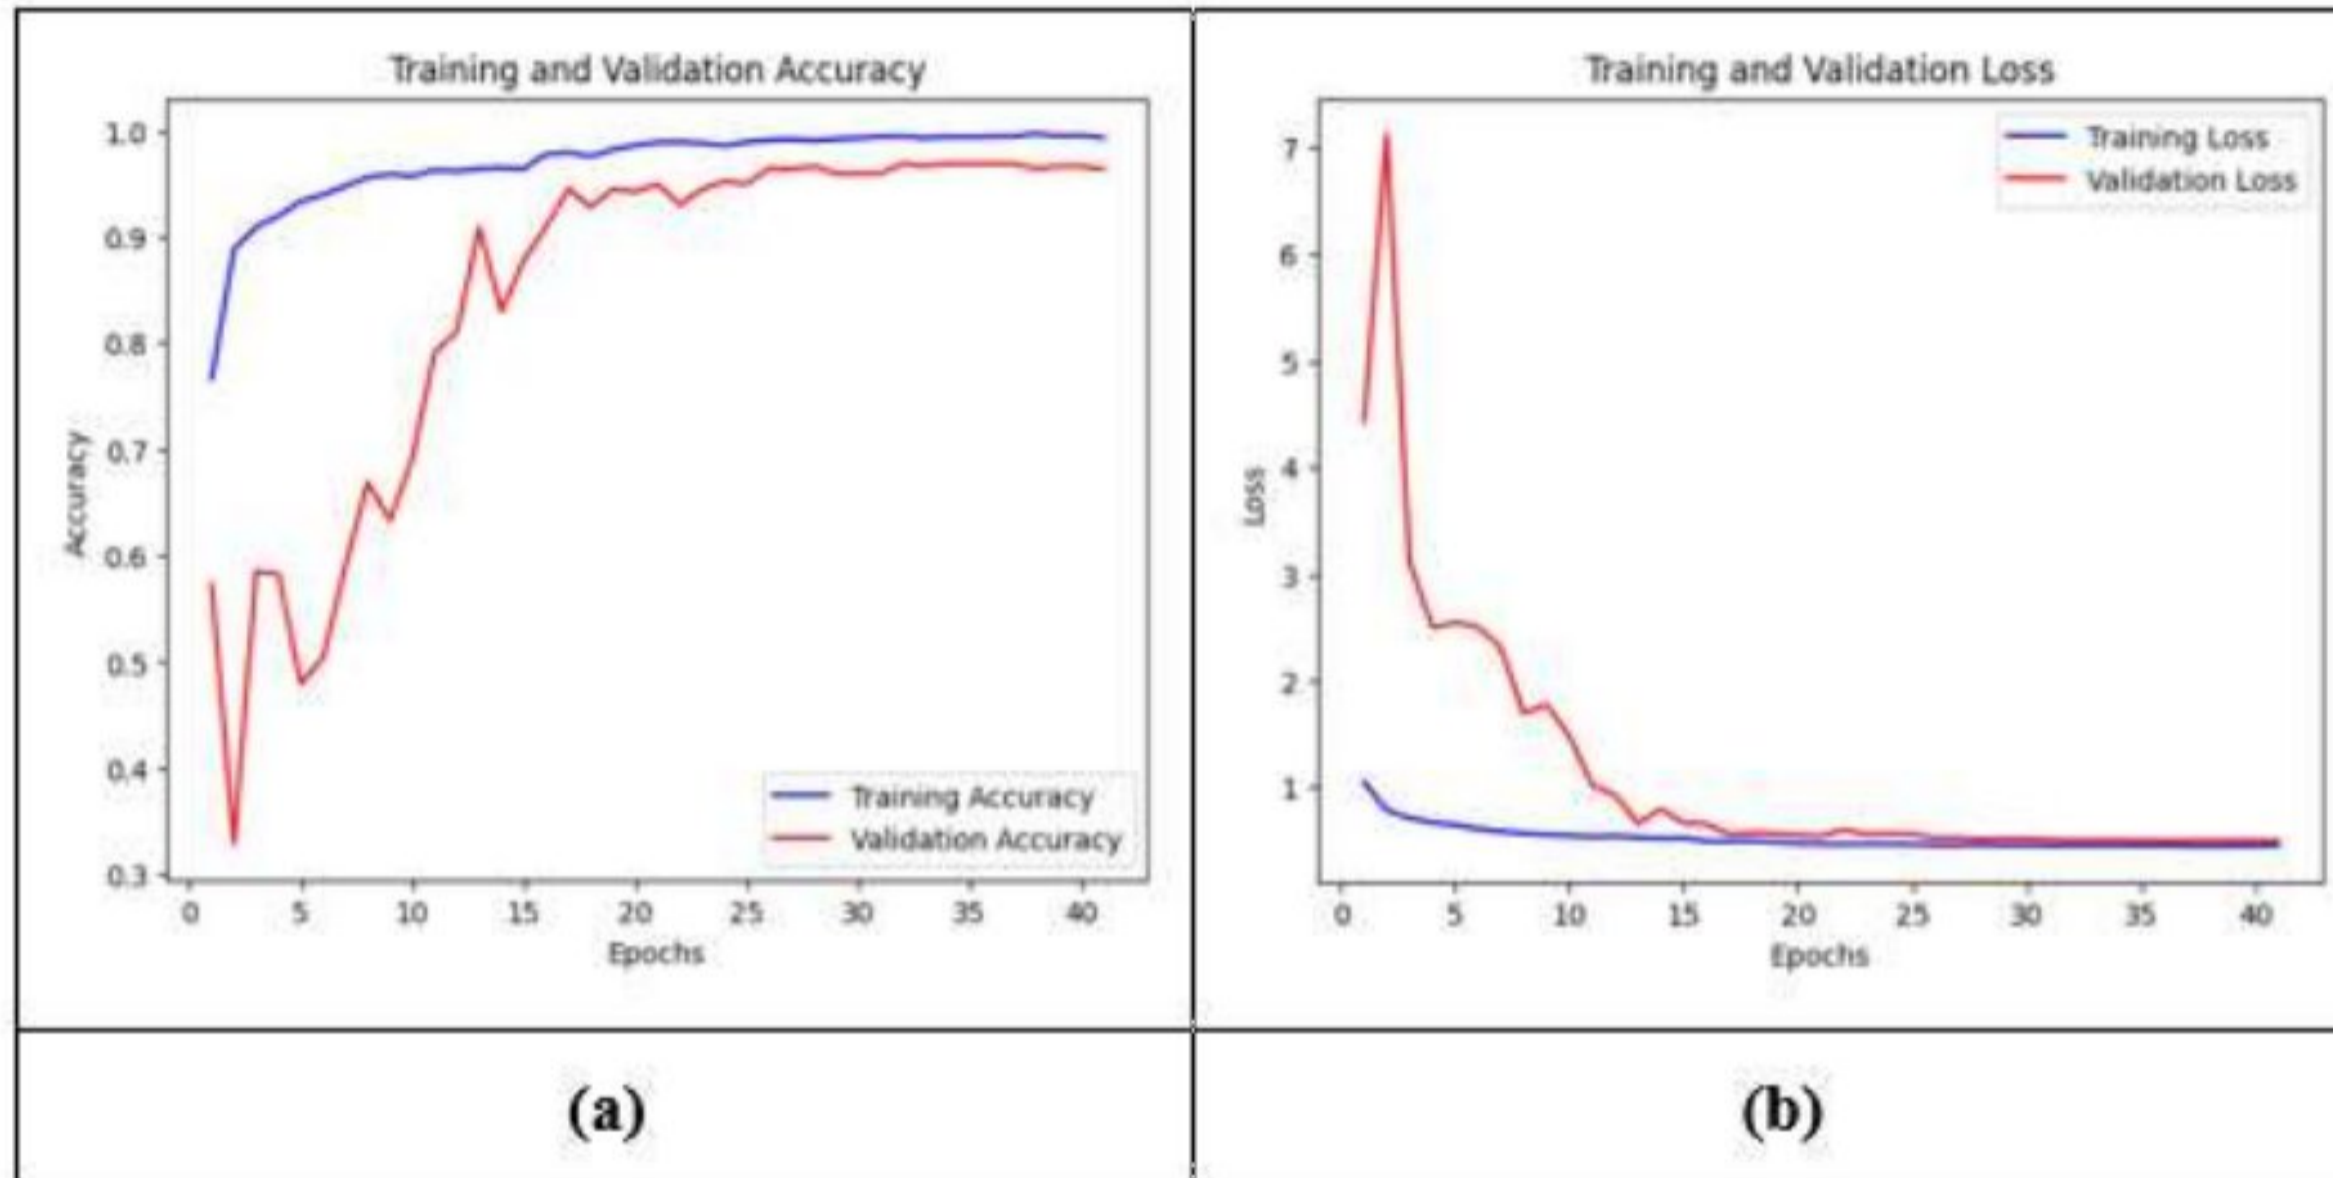 Training and Validation Accuracy
1.0
0.9
0.8
0.7
0.6
0.5
0.4
0.3
Accuracy
Training Accuracy
Validation Accuracy
0 5 10 15 20 25 30 35 40
Epochs
(a)
Training and Validation Loss
7
6
5
4
3
2
1
Loss
Training Loss
Validation Loss
0 5 10 15 20 25 30 35 40
Epochs
(b)